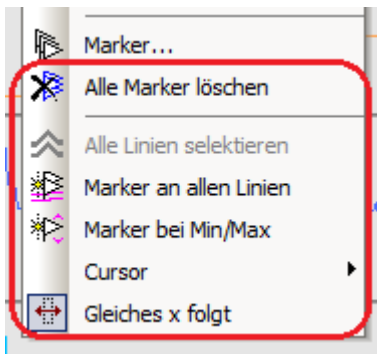 Marker...
Alle Marker löschen
Alle Linien selektieren
Marker an allen Linien
Marker bei Min/Max
Cursor
Gleiches x folgt